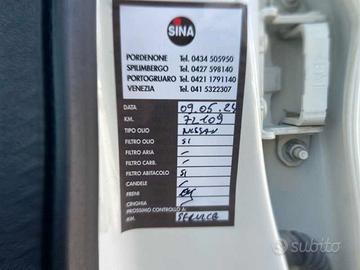 SINA
PORDENONE Tel. 0434 505950
SPILIMBERGO Tel. 0427 598140
PORTOGRUARO Tel. 0421 1791140
VENEZIA Tel. 041 5322307
DATA 09.05.24
KM. 72109
TIPO OLIO NISSAN
FILTRO OLIO SI
FILTRO ARIA /
FILTRO CARB. /
FILTRO ABITACOLO SI
CANDELE /
FRENI
CINGHIA /
PROSSIMO CONTROLLO A:
KM. SERVICE
subito